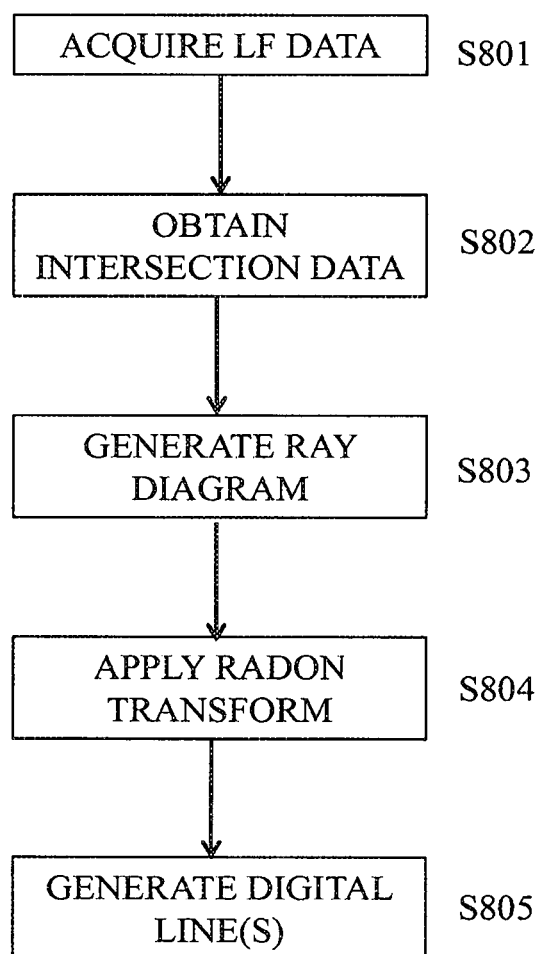 ACQUIRE LF DATA S801
OBTAIN
INTERSECTION DATA
S802
GENERATE RAY
DIAGRAM
S803
APPLY RADON
TRANSFORM
S804
GENERATE DIGITAL
LINE(S)
S805